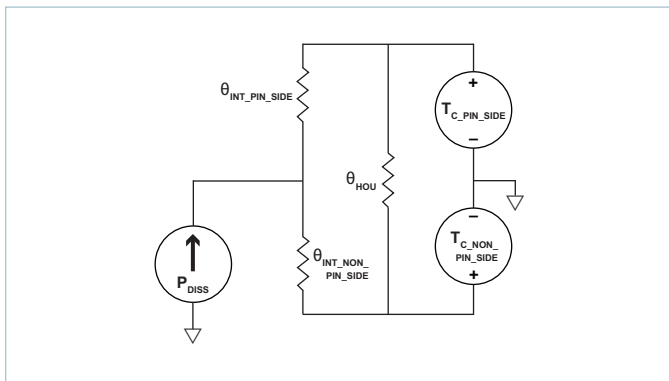 θINT_PIN_SIDE
+
TC_PIN_SIDE
–
θHOU
–
TC_NON_
PIN_SIDE
+
θINT_NON_
PIN_SIDE
PDISS